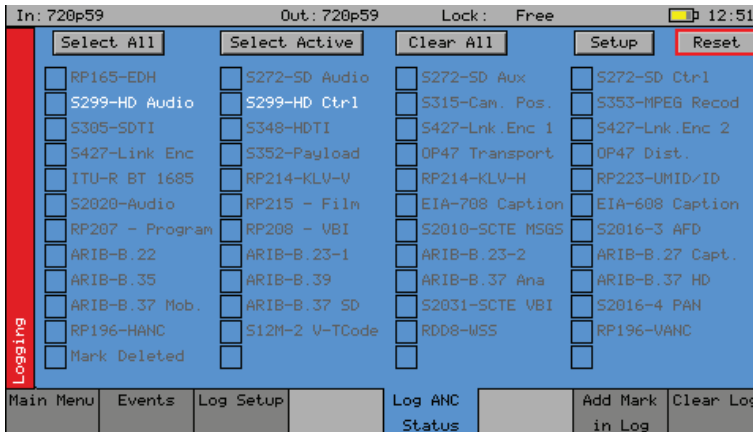 In: 720p59 Out: 720p59 Lock: Free 12:51
Select All Select Active Clear All Setup Reset
RP165-EDH S272-SD Audio S272-SD Aux S272-SD Ctrl
S299-HD Audio S299-HD Ctrl S315-Cam. Pos. S353-MPEG Recod
S305-SDTI S348-HDTI S427-Lnk.Enc 1 S427-Lnk.Enc 2
S427-Link Enc S352-Payload OP47 Transport OP47 Dist.
ITU-R BT 1685 RP214-KLV-V RP214-KLV-H RP223-UMID/ID
S2020-Audio RP215 - Film EIA-708 Caption EIA-608 Caption
RP207 - Program RP208 - VBI S2010-SCTE MSGS S2016-3 AFD
ARIB-B.22 ARIB-B.23-1 ARIB-B.23-2 ARIB-B.27 Capt.
ARIB-B.35 ARIB-B.39 ARIB-B.37 Ana ARIB-B.37 HD
ARIB-B.37 Mob. ARIB-B.37 SD S2031-SCTE VBI S2016-4 PAN
RP196-HANC S12M-2 V-TCode RDD8-WSS RP196-VANC
Mark Deleted
Logging
Main Menu Events Log Setup Log ANC Add Mark Clear Log
Status in Log